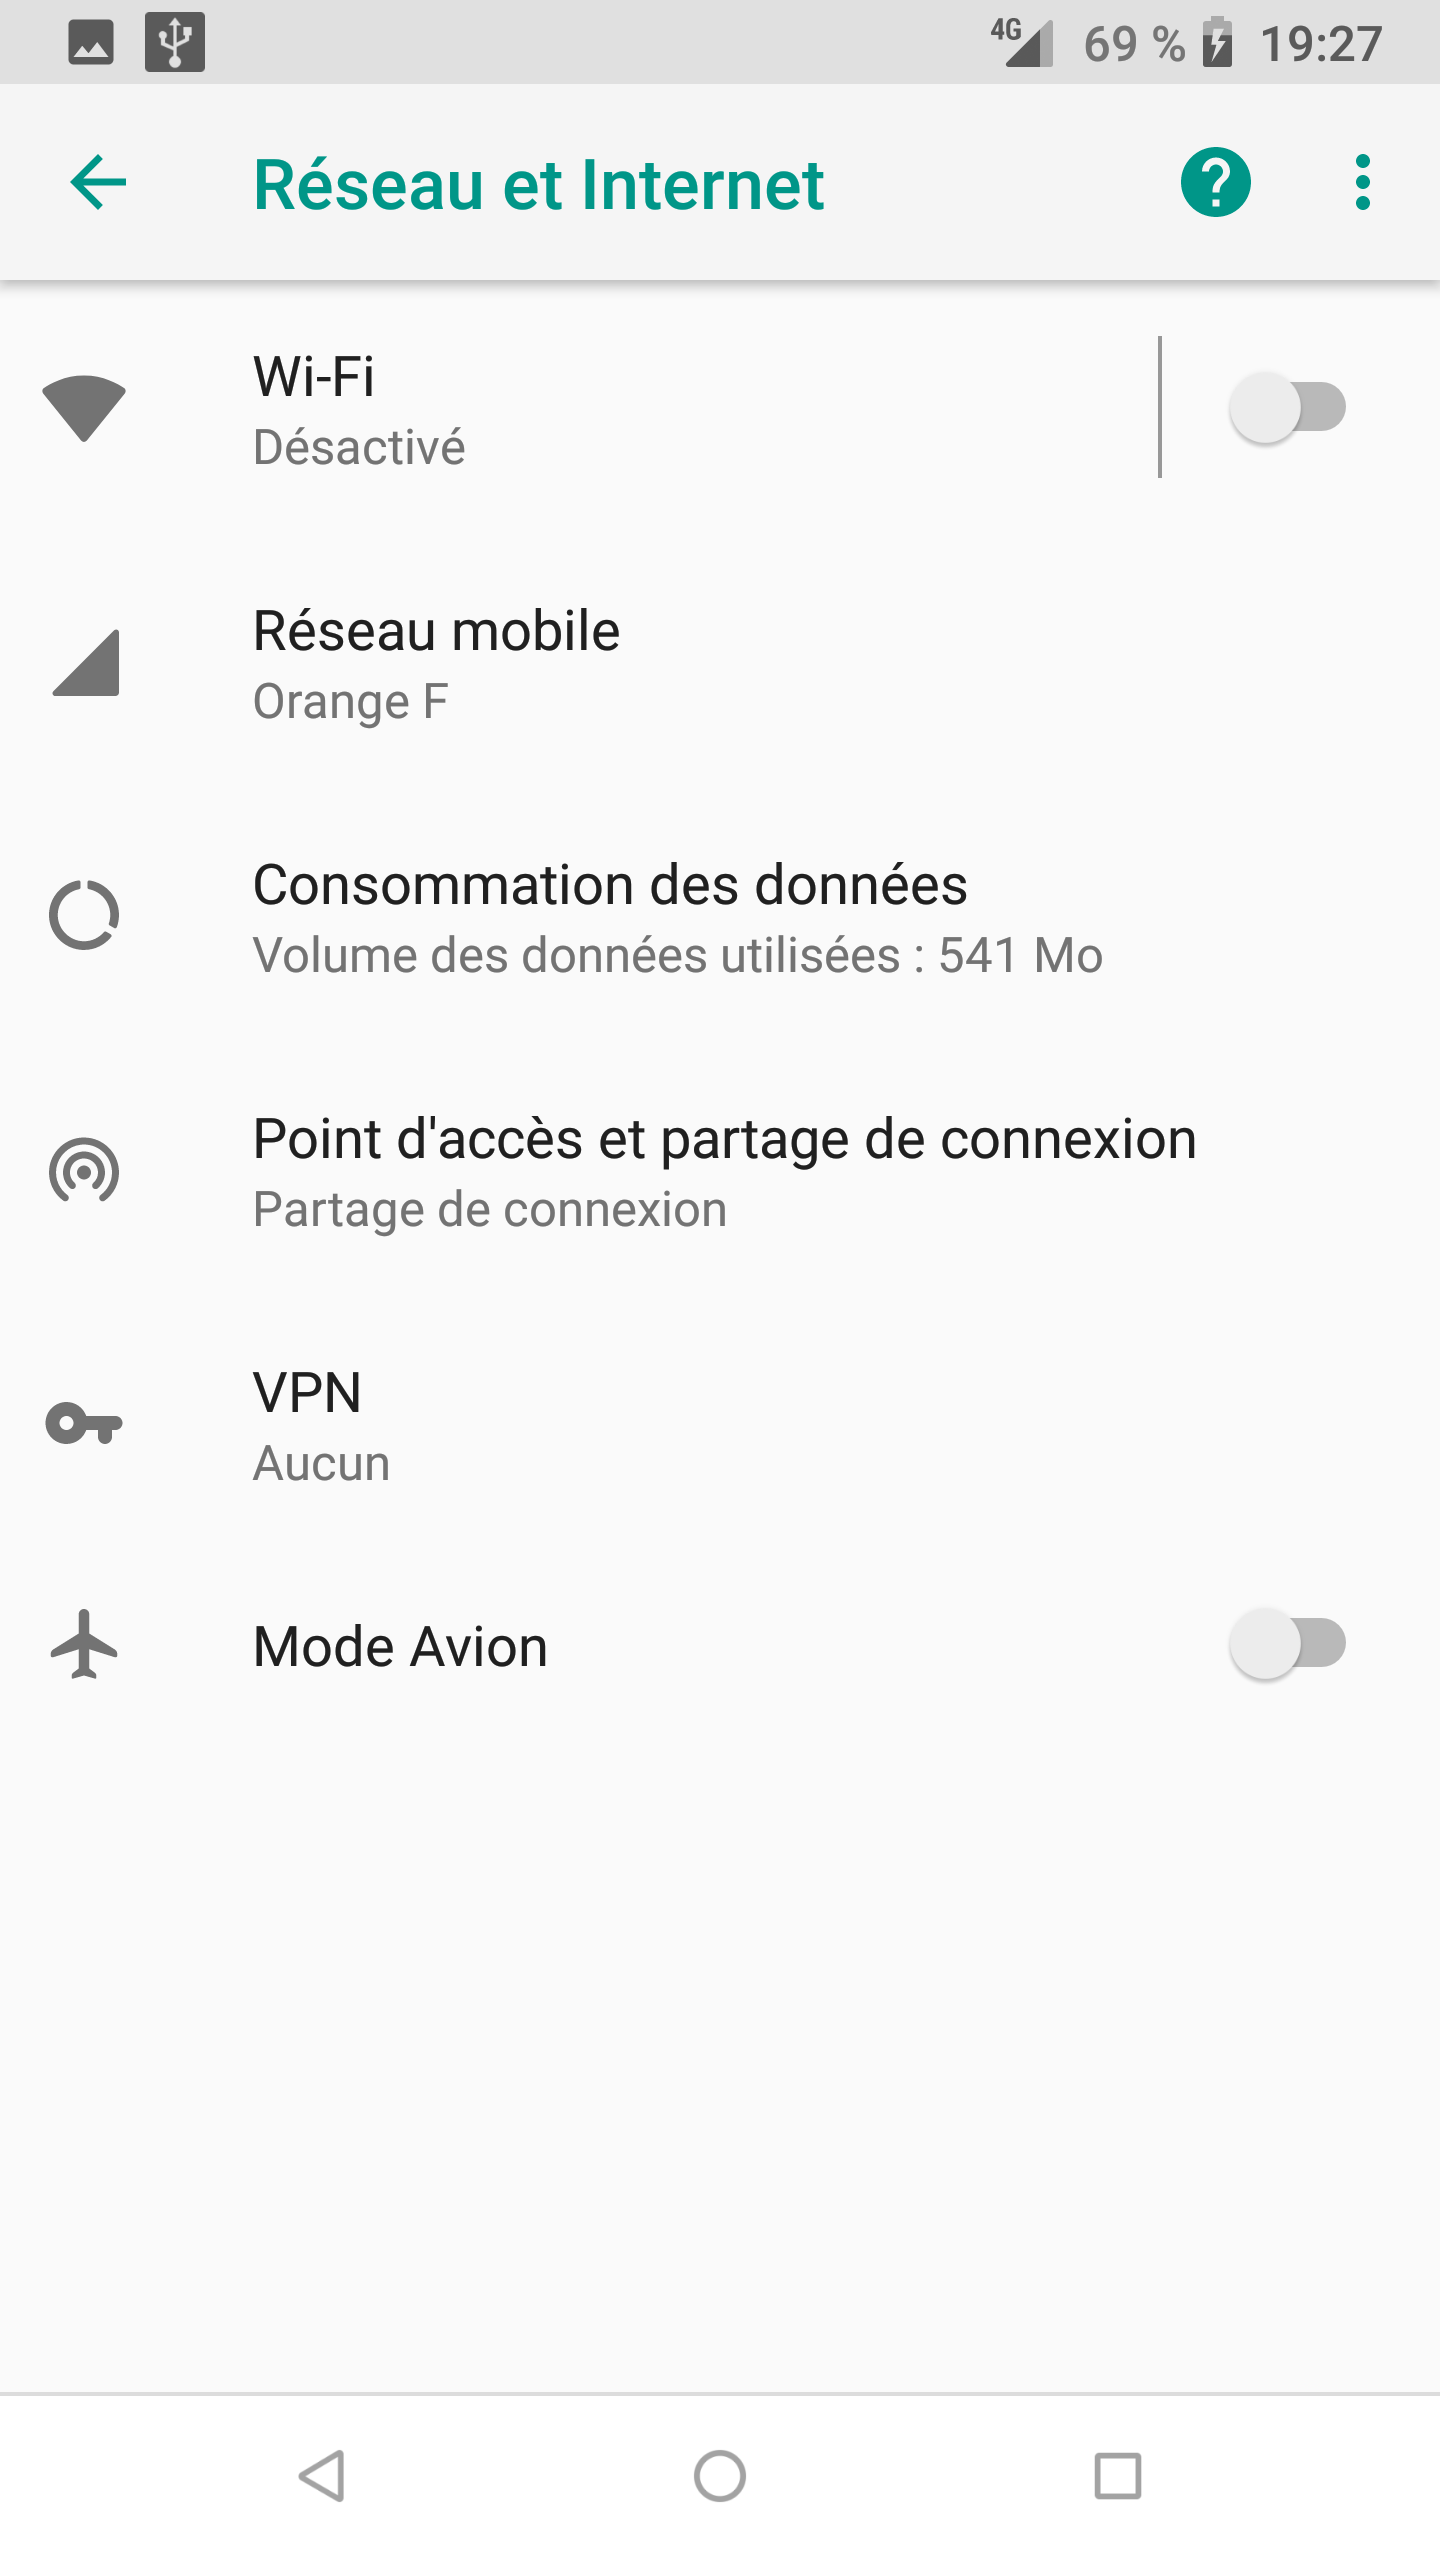 4G 69 % 19:27
Réseau et Internet
Wi-Fi
Désactivé
Réseau mobile
Orange F
Consommation des données
Volume des données utilisées : 541 Mo
Point d'accès et partage de connexion
Partage de connexion
VPN
Aucun
Mode Avion